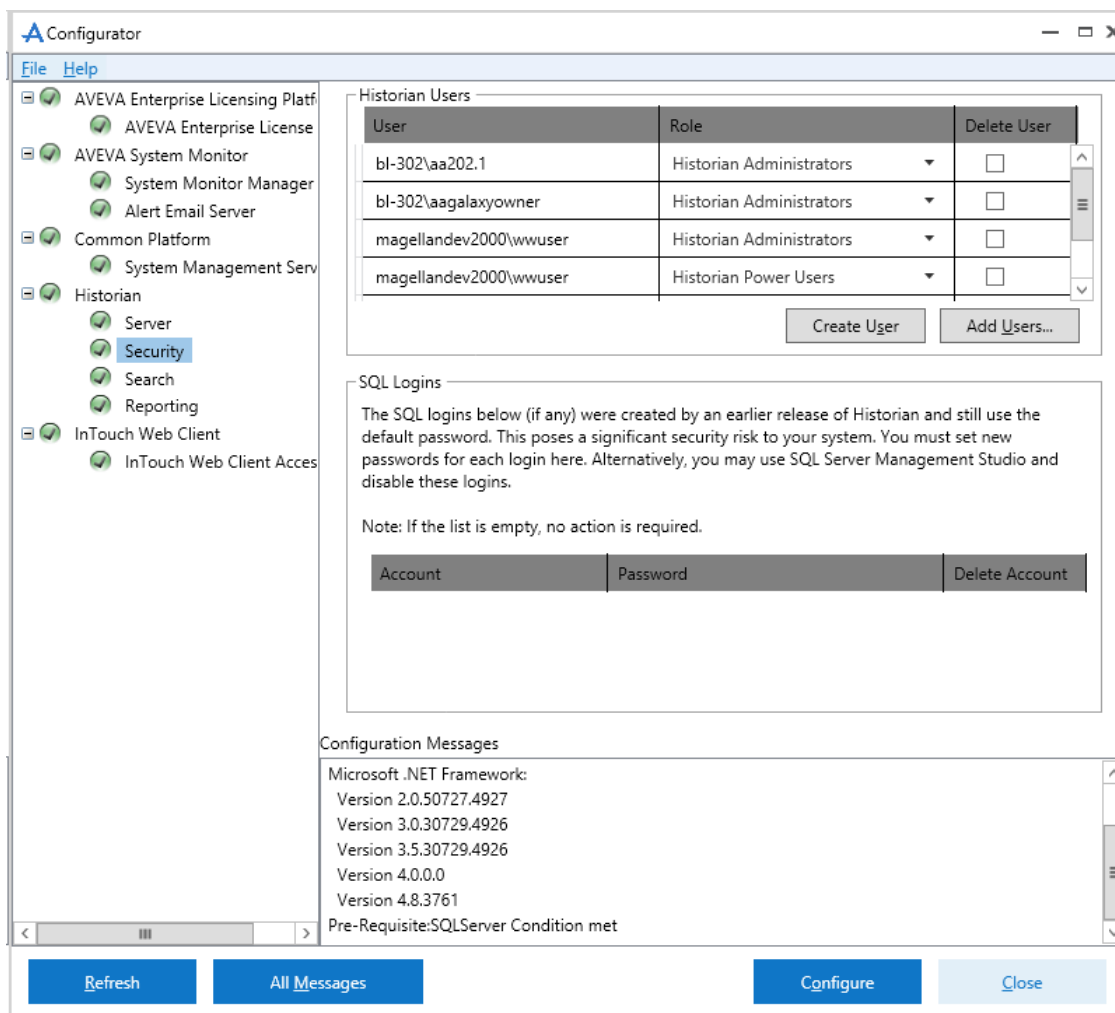 Configurator
File Help
AVEVA Enterprise Licensing Platf
AVEVA Enterprise License
AVEVA System Monitor
System Monitor Manager
Alert Email Server
Common Platform
System Management Serv
Historian
Server
Security
Search
Reporting
InTouch Web Client
InTouch Web Client Acces
Historian Users
User Role Delete User
bl-302\aa202.1 Historian Administrators
bl-302\aagalaxyowner Historian Administrators
magellandev2000\wwuser Historian Administrators
magellandev2000\wwuser Historian Power Users
Create User Add Users...
SQL Logins
The SQL logins below (if any) were created by an earlier release of Historian and still use the
default password. This poses a significant security risk to your system. You must set new
passwords for each login here. Alternatively, you may use SQL Server Management Studio and
disable these logins.
Note: If the list is empty, no action is required.
Account Password Delete Account
Configuration Messages
Microsoft .NET Framework:
Version 2.0.50727.4927
Version 3.0.30729.4926
Version 3.5.30729.4926
Version 4.0.0.0
Version 4.8.3761
Pre-Requisite:SQLServer Condition met
Refresh All Messages Configure Close